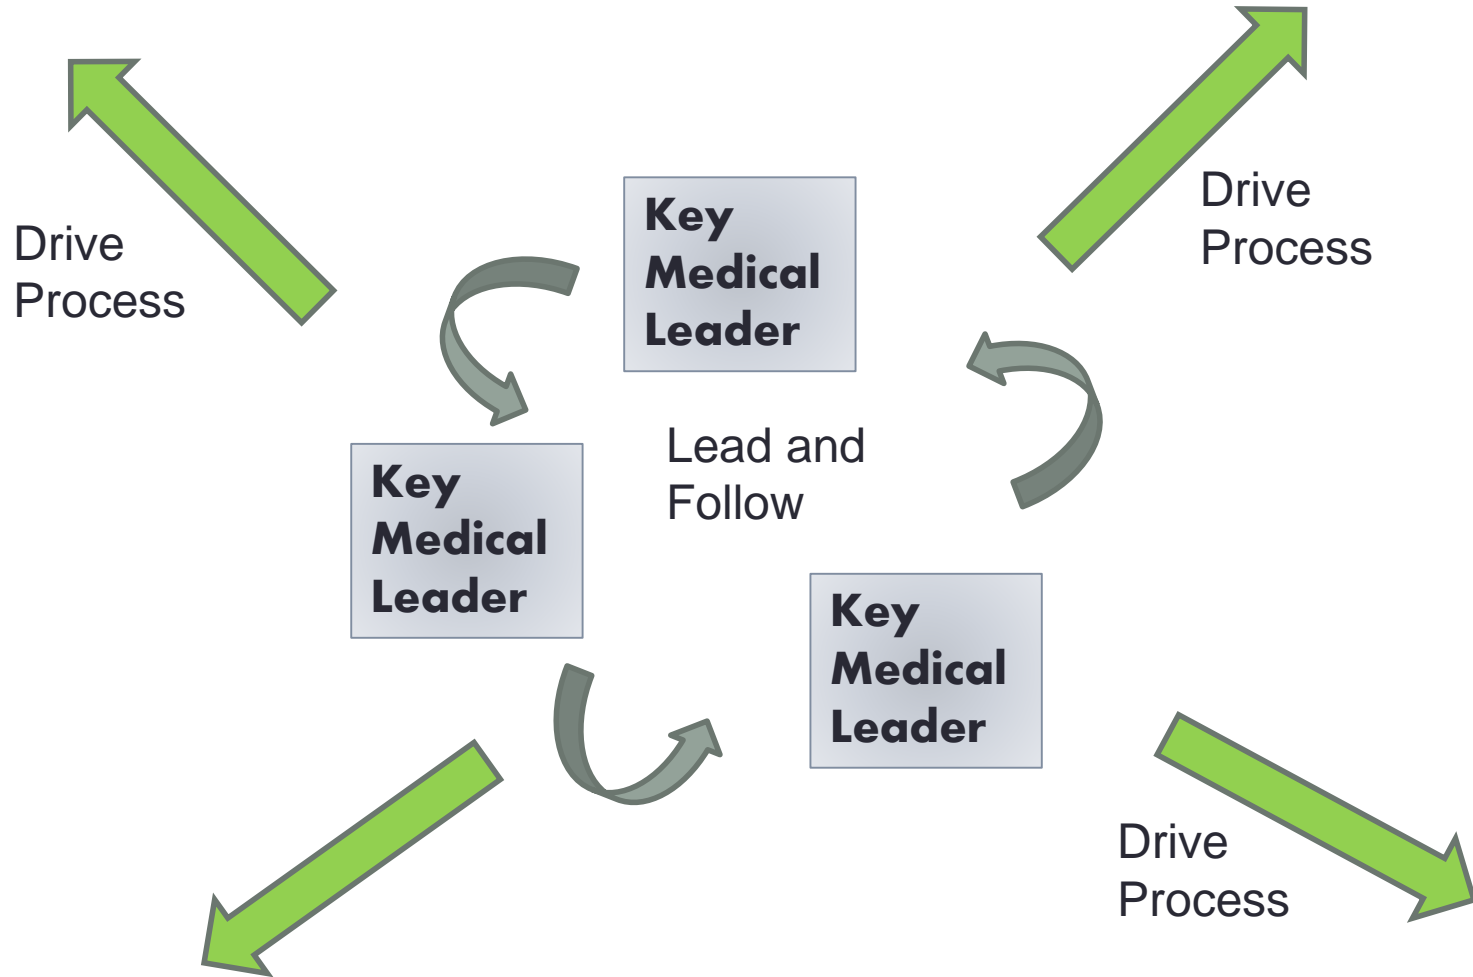 Drive
Process
Drive
Process
Key
Medical
Leader
Lead and
Follow
Key
Medical
Leader
Key
Medical
Leader
Drive
Process